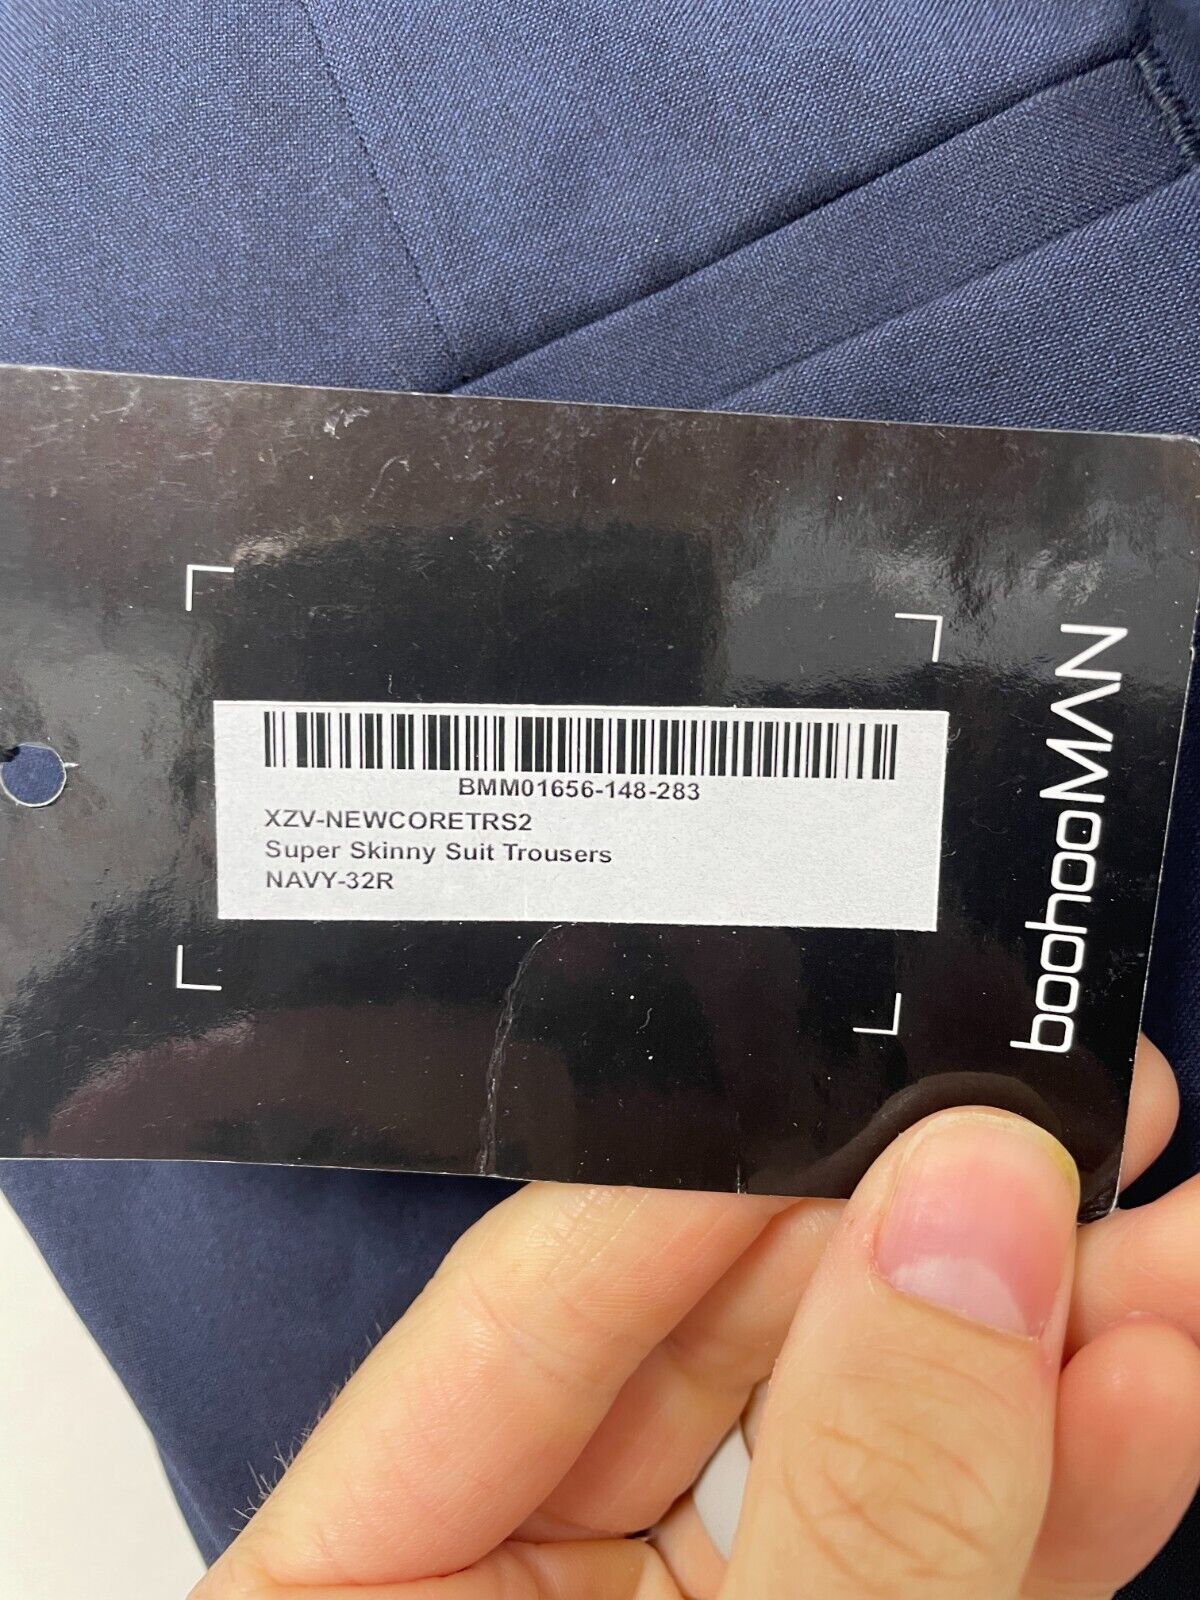 BMM01656-148-283
XZV-NEWCORETRS2
Super Skinny Suit Trousers
NAVY-32R
boohooMAN